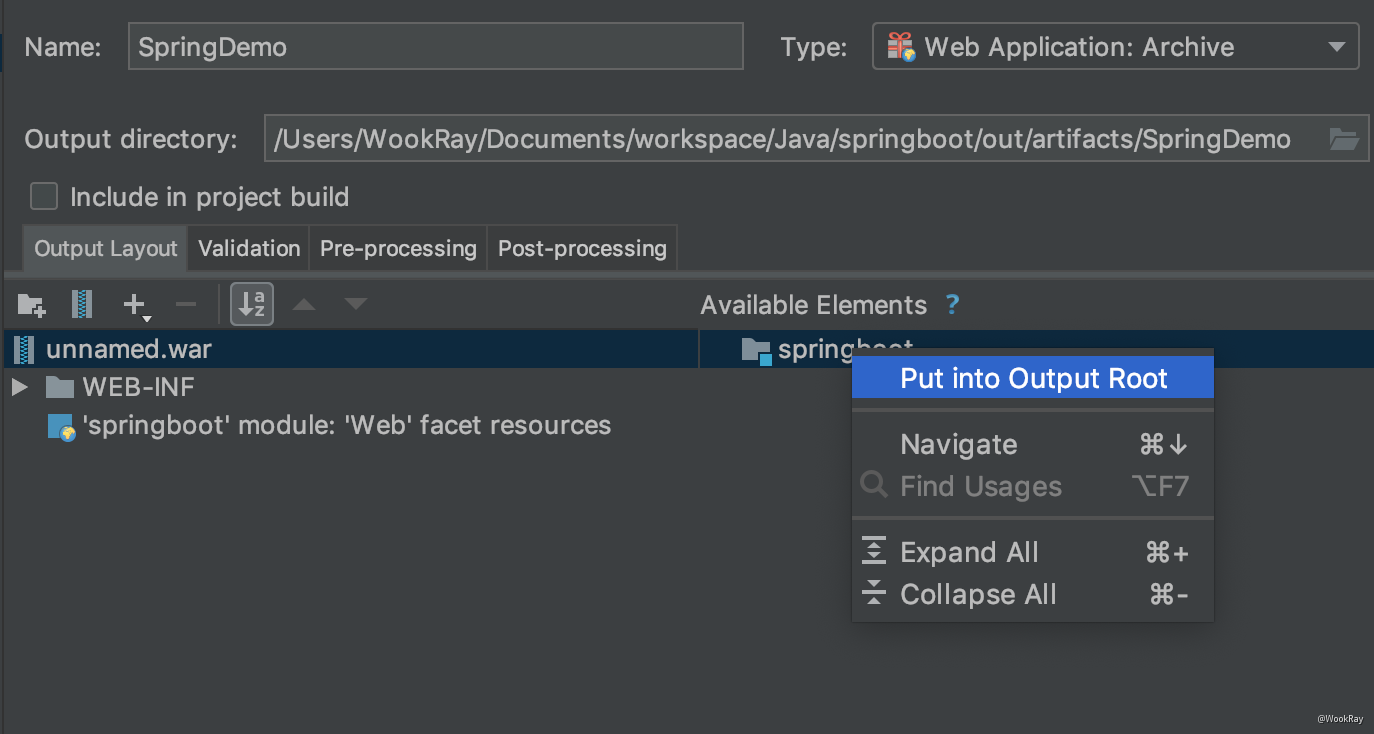 Name: SpringDemo Type: Web Application: Archive
Output directory: /Users/WookRay/Documents/workspace/Java/springboot/out/artifacts/SpringDemo
Include in project build
Output Layout Validation Pre-processing Post-processing
Available Elements ?
unnamed.war springboot
WEB-INF
'springboot' module: 'Web' facet resources
Put into Output Root
Navigate ⌘↓
Find Usages ⌥F7
Expand All ⌘+
Collapse All ⌘-
@WookRay